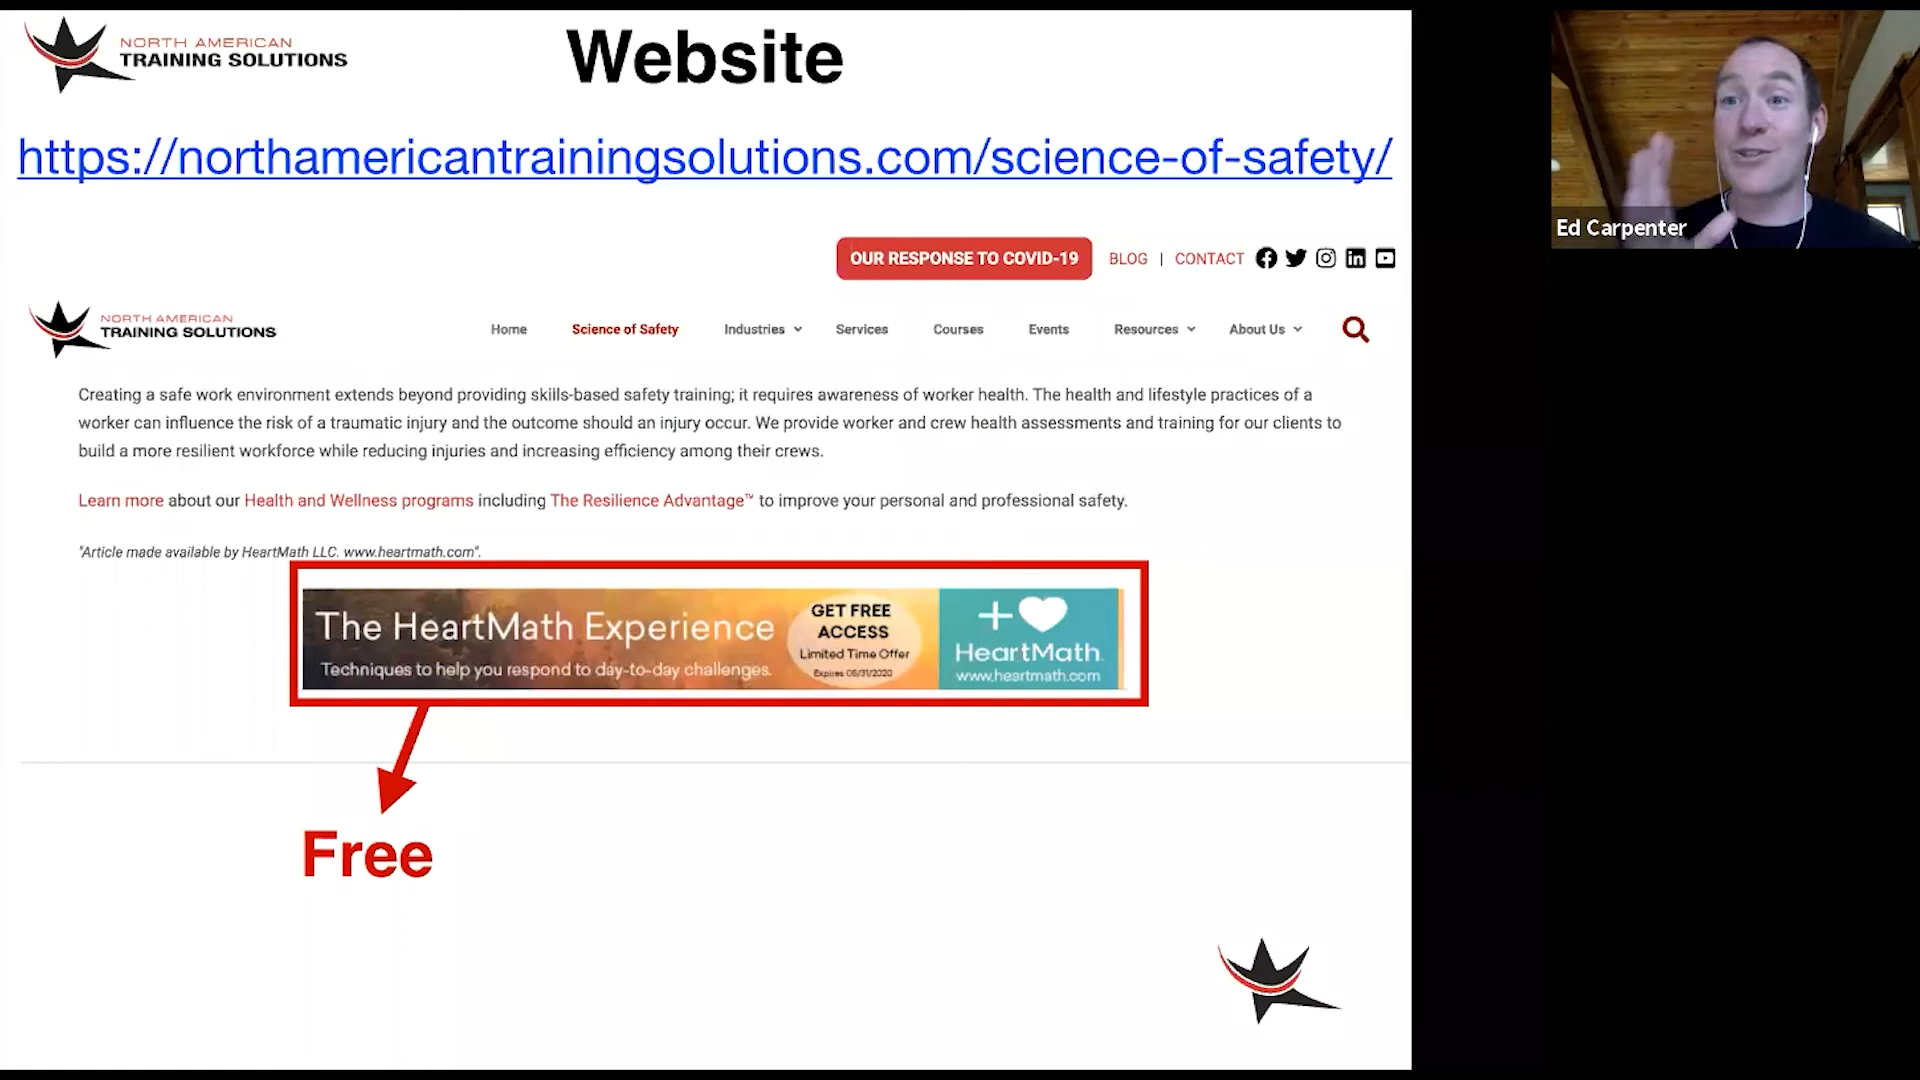 NORTH AMERICAN
TRAINING SOLUTIONS
Website
https://northamericantrainingsolutions.com/science-of-safety/
Ed Carpenter
OUR RESPONSE TO COVID-19 BLOG | CONTACT
NORTH AMERICAN
TRAINING SOLUTIONS
Home Science of Safety Industries Services Courses Events Resources About Us
Creating a safe work environment extends beyond providing skills-based safety training; it requires awareness of worker health. The health and lifestyle practices of a
worker can influence the risk of a traumatic injury and the outcome should an injury occur. We provide worker and crew health assessments and training for our clients to
build a more resilient workforce while reducing injuries and increasing efficiency among their crews.
Learn more about our Health and Wellness programs including The Resilience Advantage™ to improve your personal and professional safety.
"Article made available by HeartMath LLC. www.heartmath.com".
The HeartMath Experience
Techniques to help you respond to day-to-day challenges.
GET FREE
ACCESS
Limited Time Offer
Expires 05/31/2020
HeartMath.
www.heartmath.com
Free